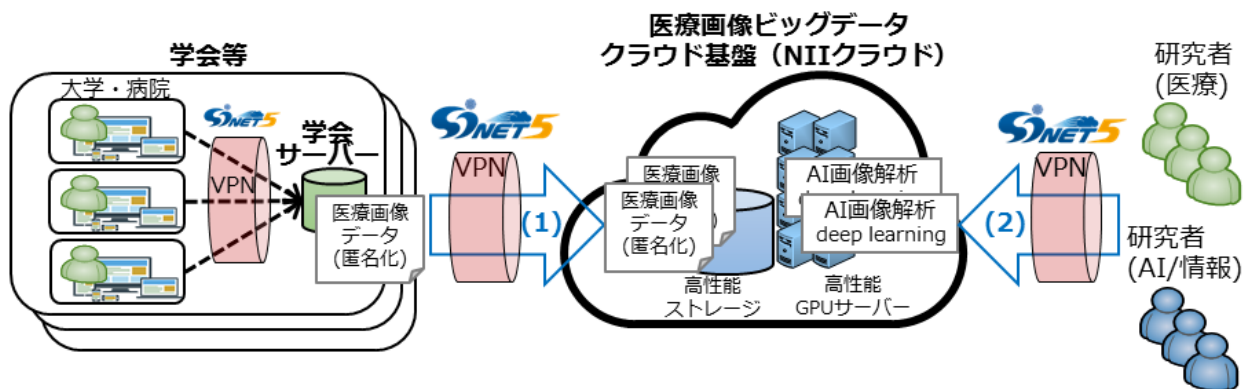 学会等
大学・病院
SINET5
VPN
学会
サーバー
医療画像
データ
(匿名化)
SINET5
VPN
(1)
医療画像ビッグデータ
クラウド基盤（NIIクラウド）
医療画像
医療画像
データ
(匿名化)
高性能
ストレージ
AI画像解析
AI画像解析
deep learning
高性能
GPUサーバー
(2)
SINET5
VPN
研究者
(医療)
研究者
(AI/情報)